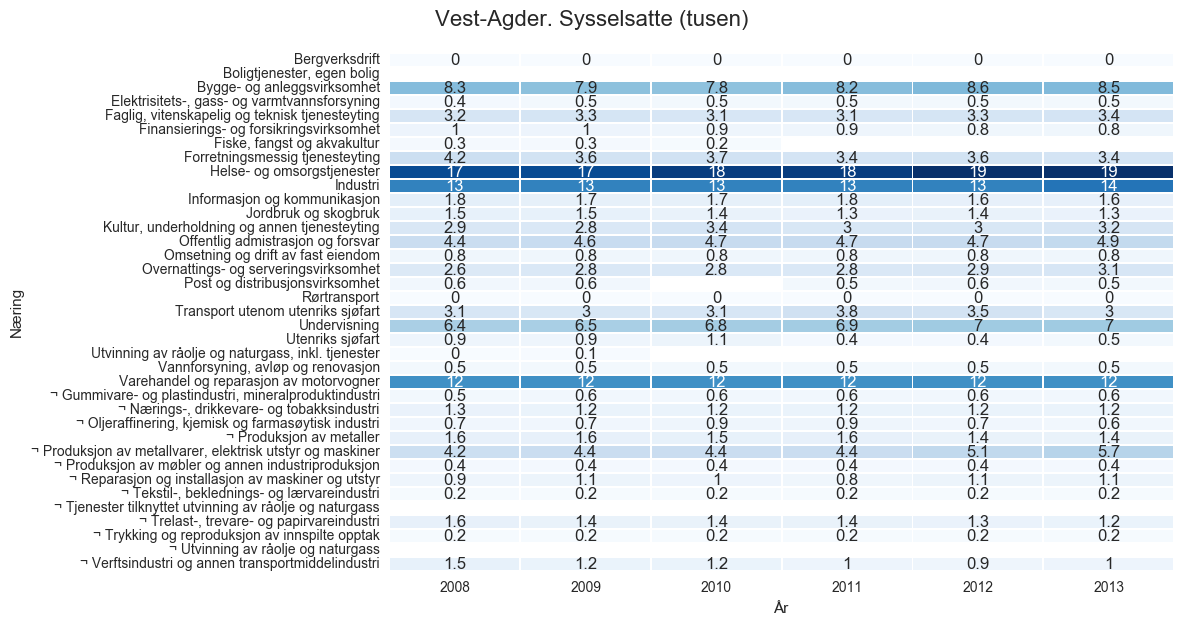 Vest-Agder. Sysselsatte (tusen)
Næring
Bergverksdrift 0 0 0 0 0 0
Boligtjenester, egen bolig
Bygge- og anleggsvirksomhet 8.3 7.9 7.8 8.2 8.6 8.5
Elektrisitets-, gass- og varmtvannsforsyning 0.4 0.5 0.5 0.5 0.5 0.5
Faglig, vitenskapelig og teknisk tjenesteyting 3.2 3.3 3.1 3.1 3.3 3.4
Finansierings- og forsikringsvirksomhet 1 1 0.9 0.9 0.8 0.8
Fiske, fangst og akvakultur 0.3 0.3 0.2
Forretningsmessig tjenesteyting 4.2 3.6 3.7 3.4 3.6 3.4
Helse- og omsorgstjenester 17 17 18 18 19 19
Industri 13 13 13 13 13 14
Informasjon og kommunikasjon 1.8 1.7 1.7 1.8 1.6 1.6
Jordbruk og skogbruk 1.5 1.5 1.4 1.3 1.4 1.3
Kultur, underholdning og annen tjenesteyting 2.9 2.8 3.4 3 3 3.2
Offentlig admistrasjon og forsvar 4.4 4.6 4.7 4.7 4.7 4.9
Omsetning og drift av fast eiendom 0.8 0.8 0.8 0.8 0.8 0.8
Overnattings- og serveringsvirksomhet 2.6 2.8 2.8 2.8 2.9 3.1
Post og distribusjonsvirksomhet 0.6 0.6 0.5 0.6 0.5
Rørtransport 0 0 0 0 0 0
Transport utenom utenriks sjøfart 3.1 3 3.1 3.8 3.5 3
Undervisning 6.4 6.5 6.8 6.9 7 7
Utenriks sjøfart 0.9 0.9 1.1 0.4 0.4 0.5
Utvinning av råolje og naturgass, inkl. tjenester 0 0.1
Vannforsyning, avløp og renovasjon 0.5 0.5 0.5 0.5 0.5 0.5
Varehandel og reparasjon av motorvogner 12 12 12 12 12 12
¬ Gummivare- og plastindustri, mineralproduktindustri 0.5 0.6 0.6 0.6 0.6 0.6
¬ Nærings-, drikkevare- og tobakksindustri 1.3 1.2 1.2 1.2 1.2 1.2
¬ Oljeraffinering, kjemisk og farmasøytisk industri 0.7 0.7 0.9 0.9 0.7 0.6
¬ Produksjon av metaller 1.6 1.6 1.5 1.6 1.4 1.4
¬ Produksjon av metallvarer, elektrisk utstyr og maskiner 4.2 4.4 4.4 4.4 5.1 5.7
¬ Produksjon av møbler og annen industriproduksjon 0.4 0.4 0.4 0.4 0.4 0.4
¬ Reparasjon og installasjon av maskiner og utstyr 0.9 1.1 1 0.8 1.1 1.1
¬ Tekstil-, beklednings- og lærvareindustri 0.2 0.2 0.2 0.2 0.2 0.2
¬ Tjenester tilknyttet utvinning av råolje og naturgass
¬ Trelast-, trevare- og papirvareindustri 1.6 1.4 1.4 1.4 1.3 1.2
¬ Trykking og reproduksjon av innspilte opptak 0.2 0.2 0.2 0.2 0.2 0.2
¬ Utvinning av råolje og naturgass
¬ Verftsindustri og annen transportmiddelindustri 1.5 1.2 1.2 1 0.9 1
2008 2009 2010 2011 2012 2013
År